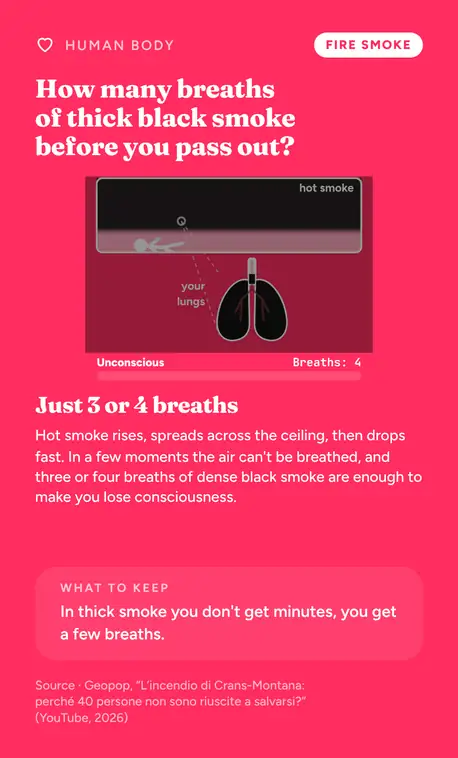 HUMAN BODY
FIRE SMOKE
How many breaths
of thick black smoke
before you pass out?
hot smoke
your
lungs
Unconscious
Breaths: 4
Just 3 or 4 breaths
Hot smoke rises, spreads across the ceiling, then drops
fast. In a few moments the air can't be breathed, and
three or four breaths of dense black smoke are enough to
make you lose consciousness.
WHAT TO KEEP
In thick smoke you don't get minutes, you get
a few breaths.
Source · Geopop, “L’incendio di Crans-Montana:
perché 40 persone non sono riuscite a salvarsi?”
(YouTube, 2026)